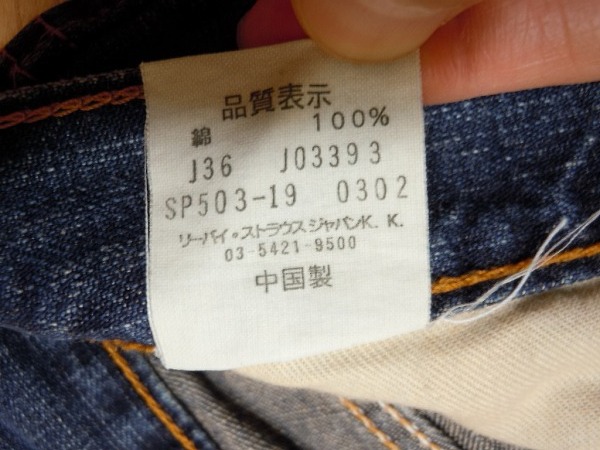 品質表示
綿 100%
J36 J03393
SP503-19 0302
リーバイ・ストラウスジャパンK. K.
03-5421-9500
中国製